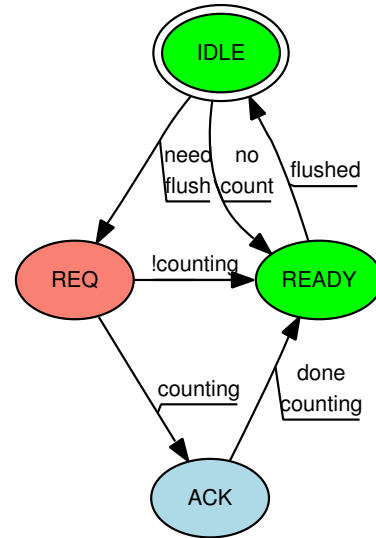 IDLE
need
flush
no
count
flushed
REQ
!counting
READY
counting
done
counting
ACK